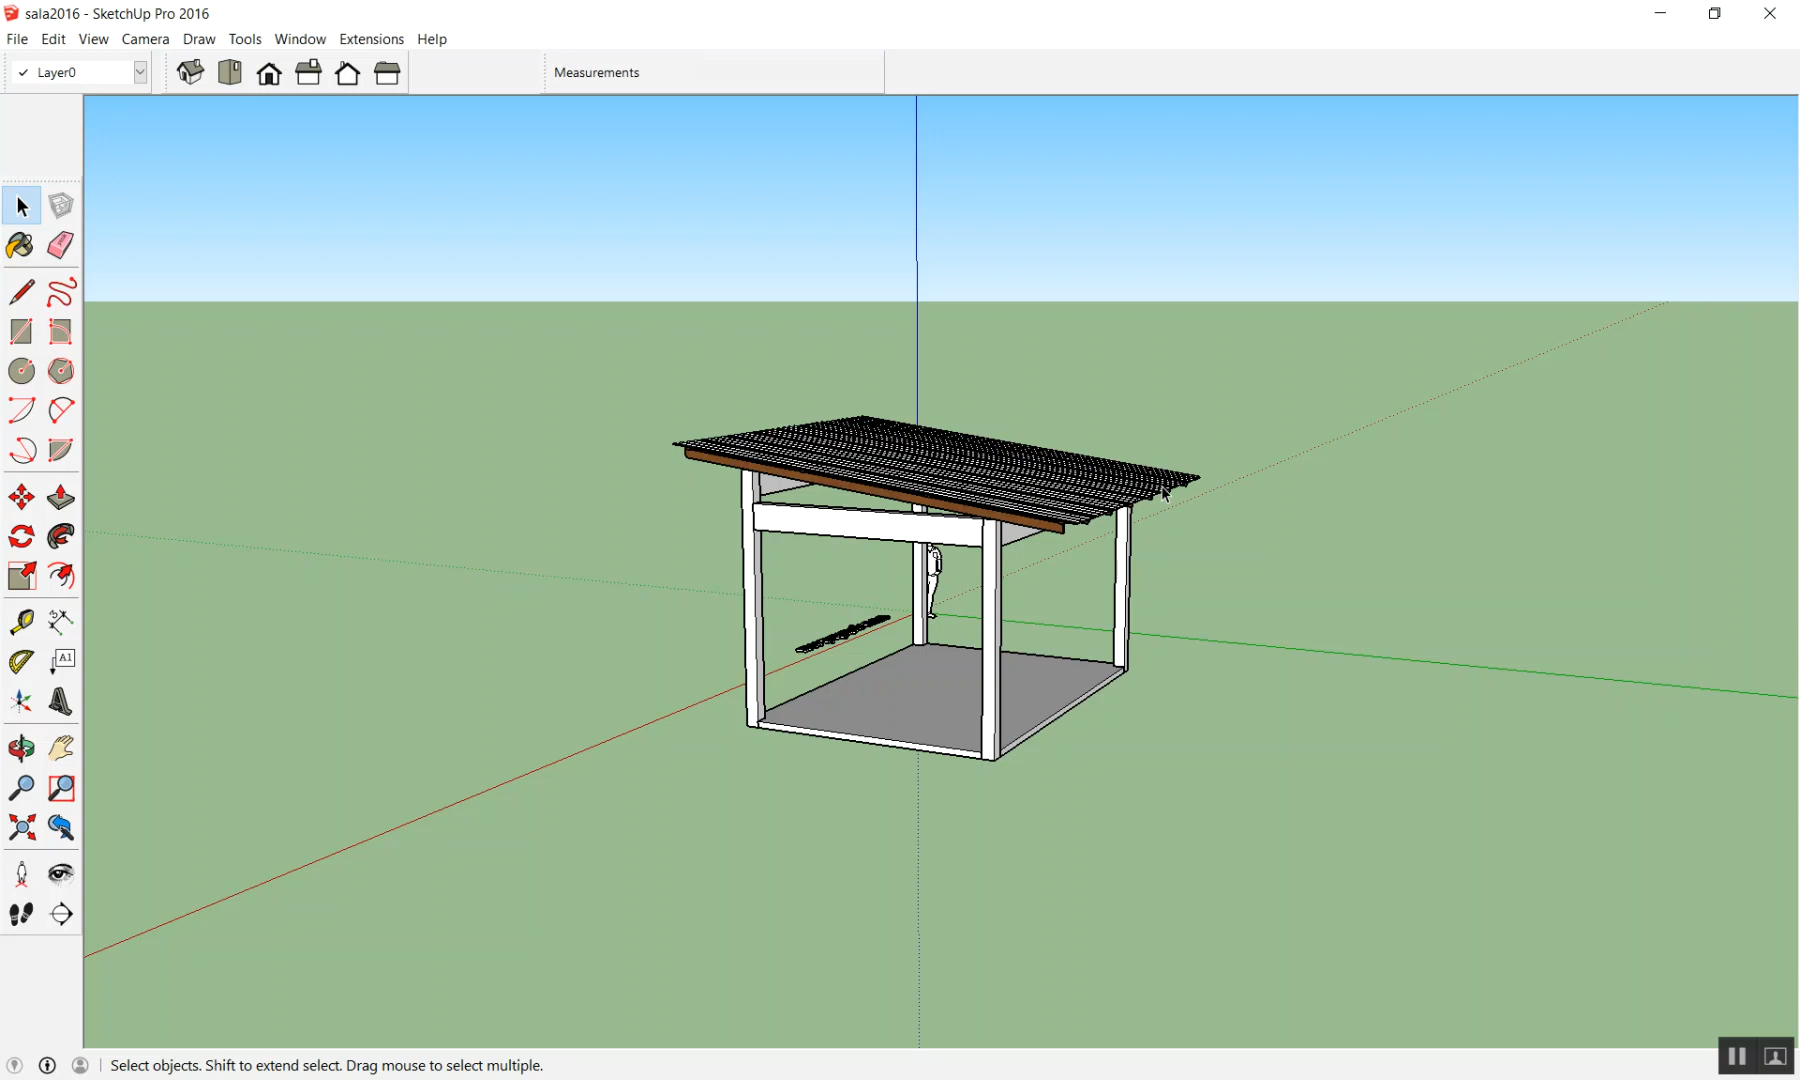 sala2016 - SketchUp Pro 2016
File Edit View Camera Draw Tools Window Extensions Help
Layer0
Measurements
A1
Select objects. Shift to extend select. Drag mouse to select multiple.